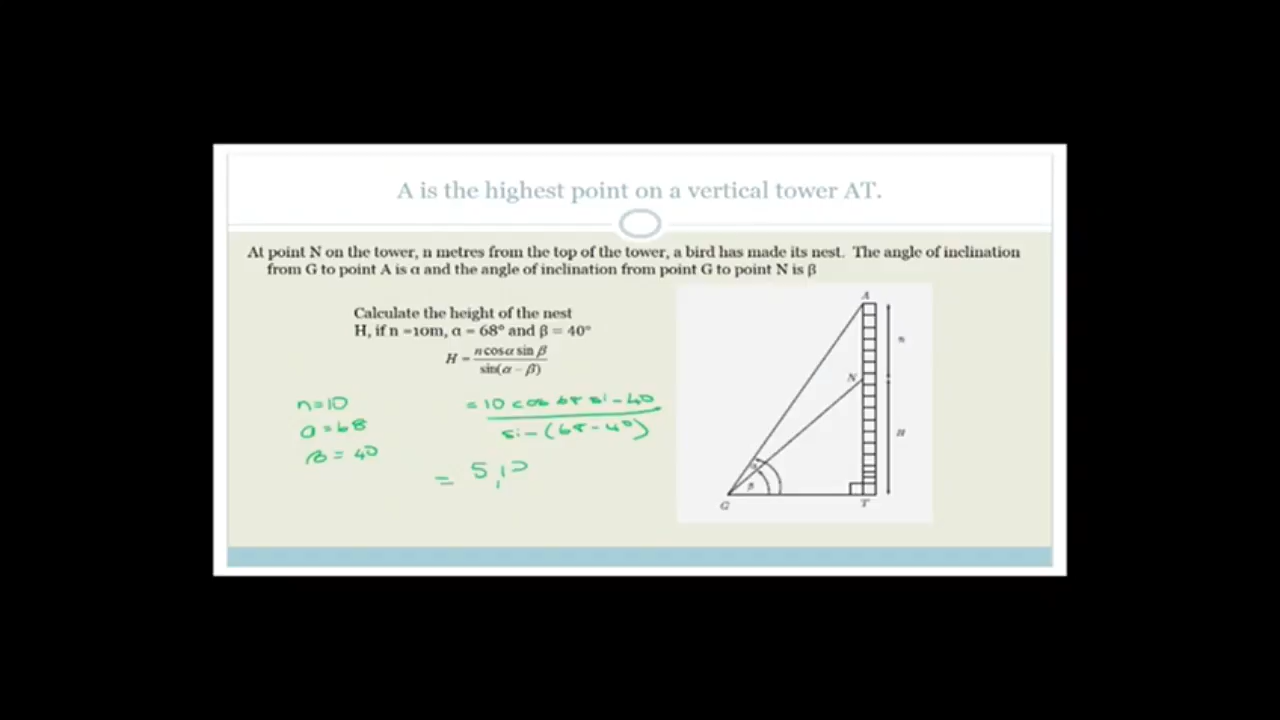 A is the highest point on a vertical tower AT.
At point N on the tower, n metres from the top of the tower, a bird has made its nest. The angle of inclination
from G to point A is α and the angle of inclination from point G to point N is β
Calculate the height of the nest
H, if n =10m, α = 68° and β = 40°
H = n cosα sin β
sin(α − β)
n=10
= 10 cos 68 sin 40
a = 68
sin (68 - 40)
β = 40
= 5,1
A
n
N
H
α
β
G
T